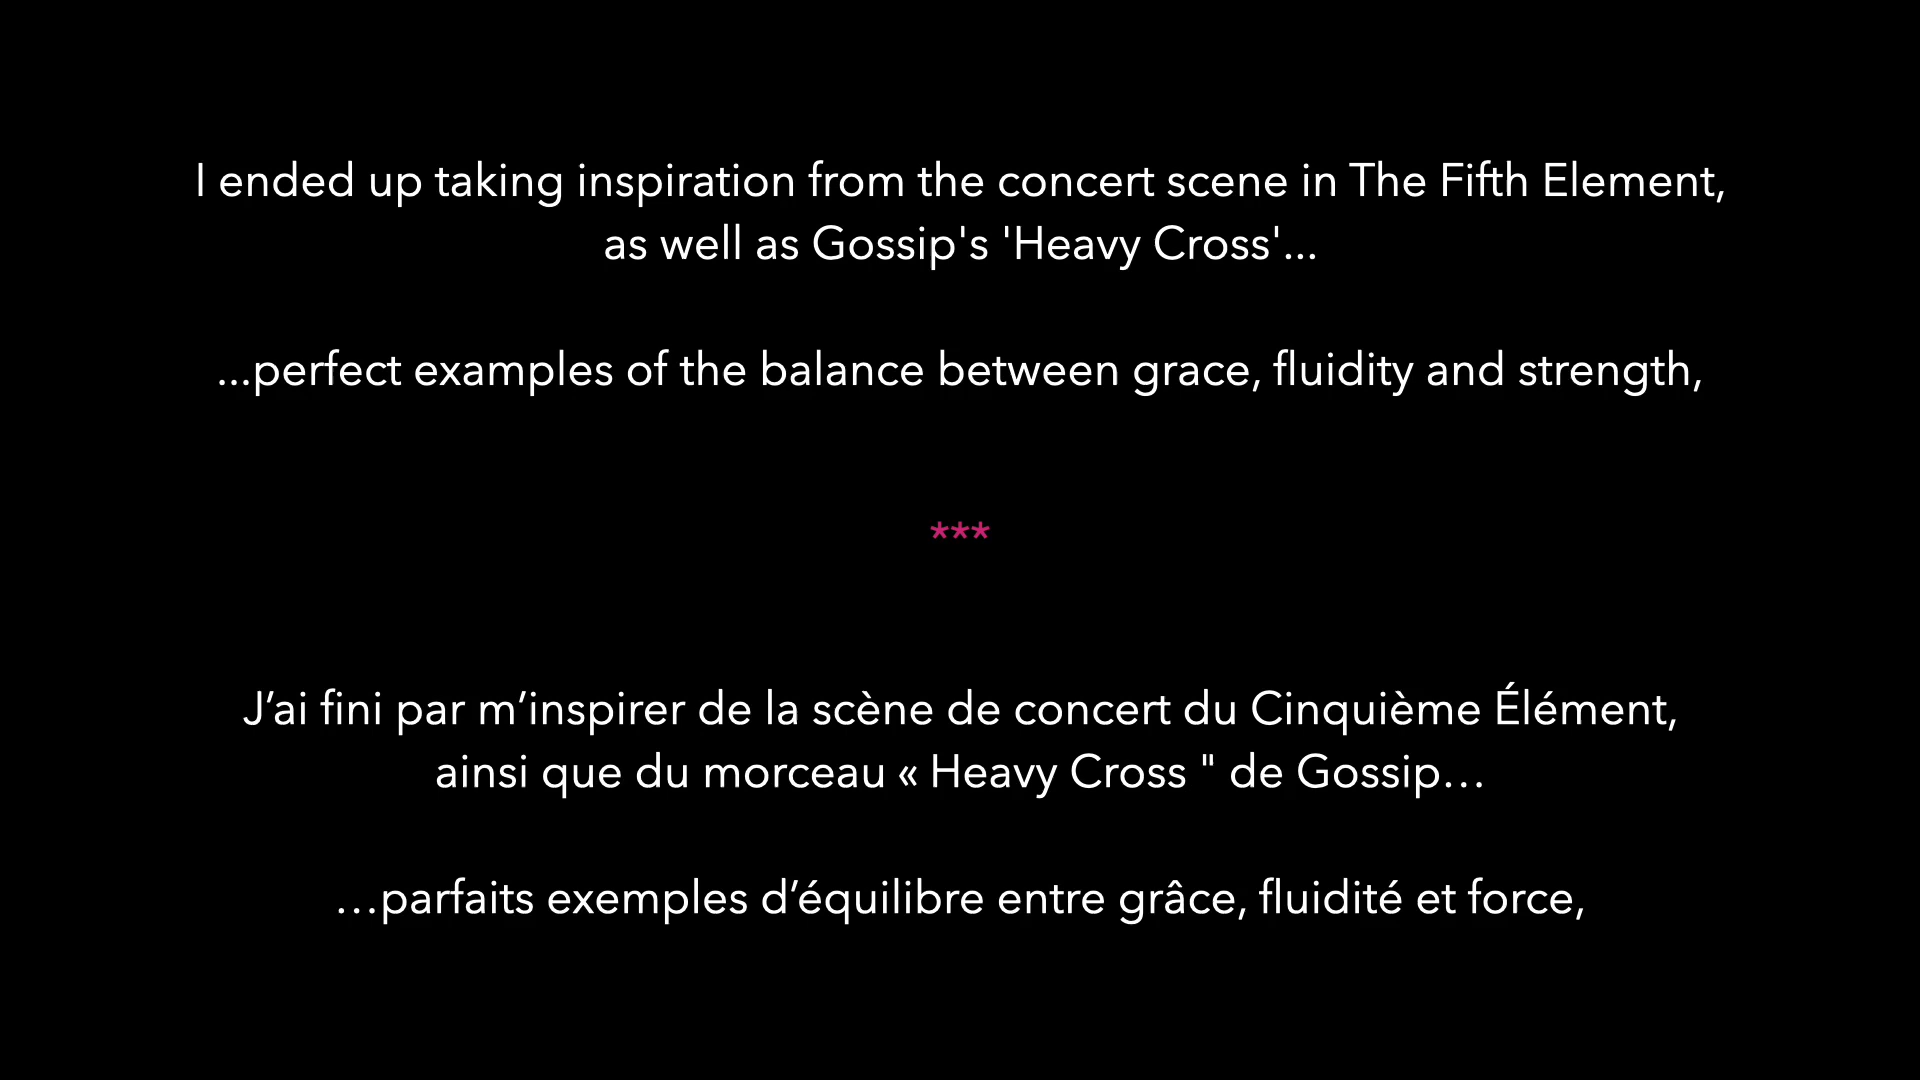 I ended up taking inspiration from the concert scene in The Fifth Element,
as well as Gossip's 'Heavy Cross'...
...perfect examples of the balance between grace, fluidity and strength,
***
J’ai fini par m’inspirer de la scène de concert du Cinquième Élément,
ainsi que du morceau « Heavy Cross " de Gossip…
…parfaits exemples d’équilibre entre grâce, fluidité et force,